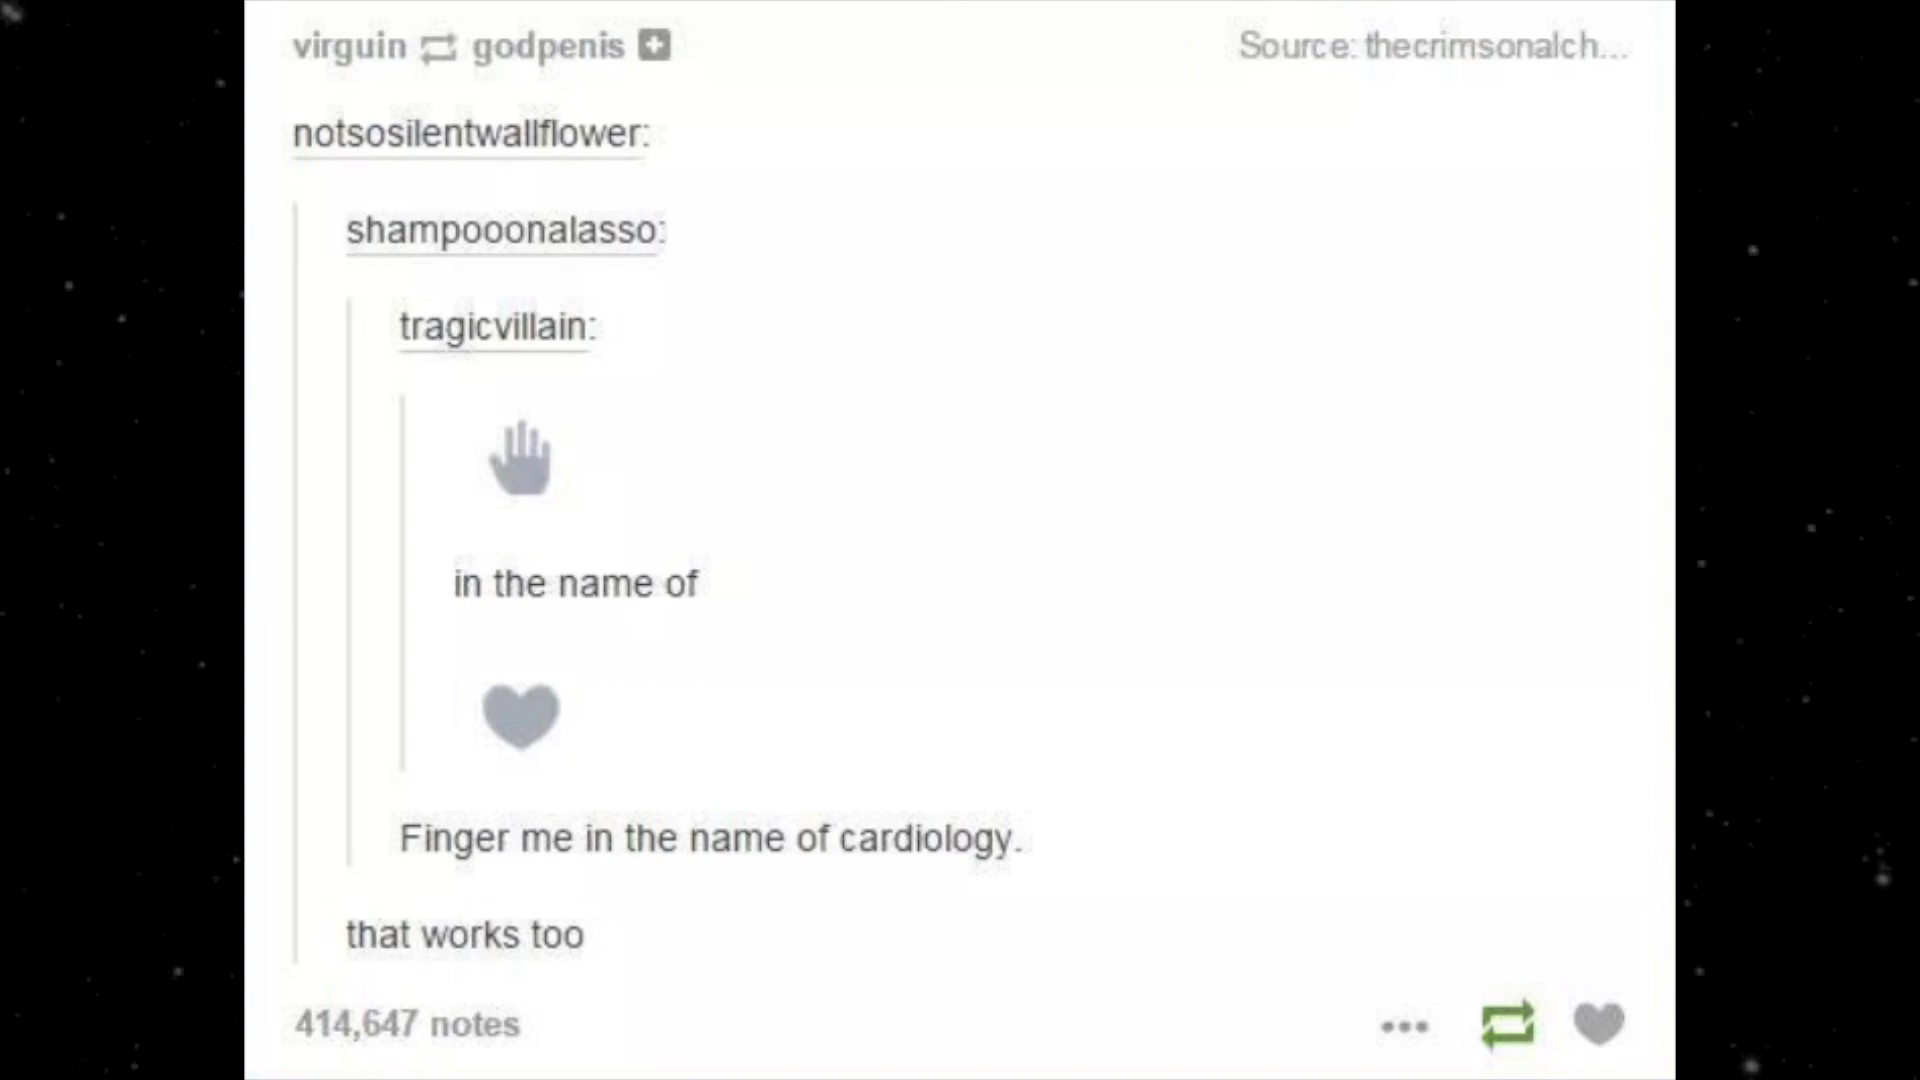 virguin godpenis
Source: thecrimsonalch...
notsosilentwallflower:
shampooonalasso:
tragicvillain:
in the name of
Finger me in the name of cardiology.
that works too
414,647 notes